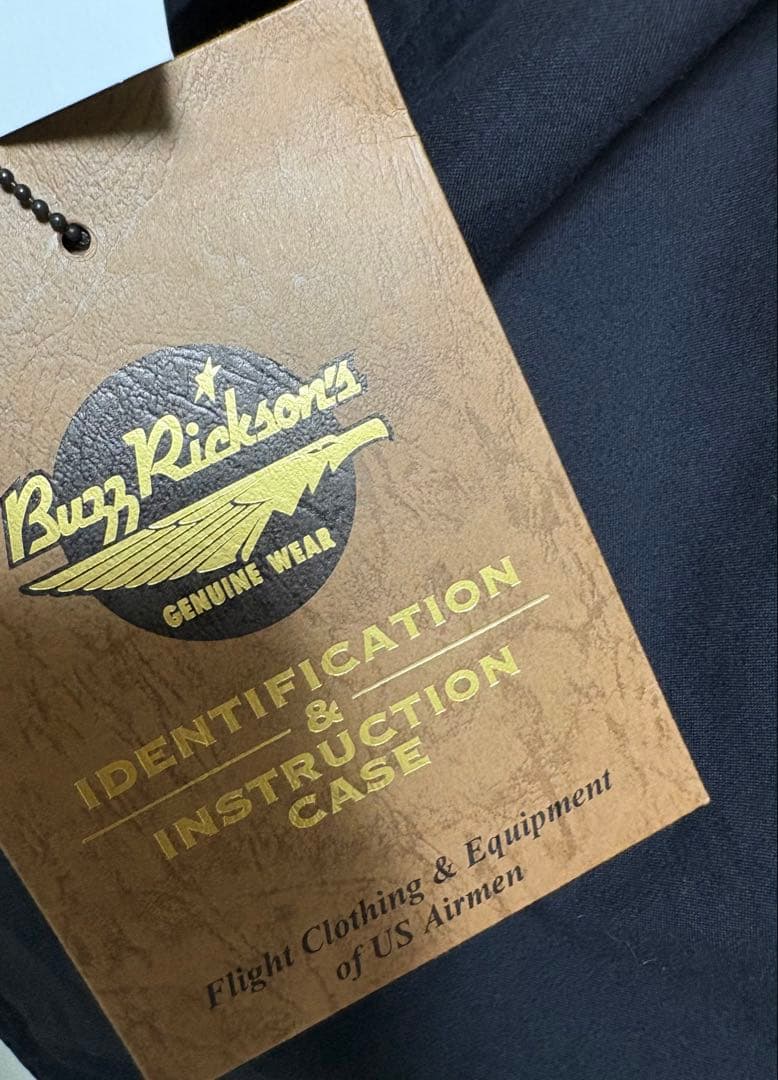 Buzz Rickson's
GENUINE WEAR
IDENTIFICATION
&
INSTRUCTION
CASE
Flight Clothing & Equipment
of US Airmen